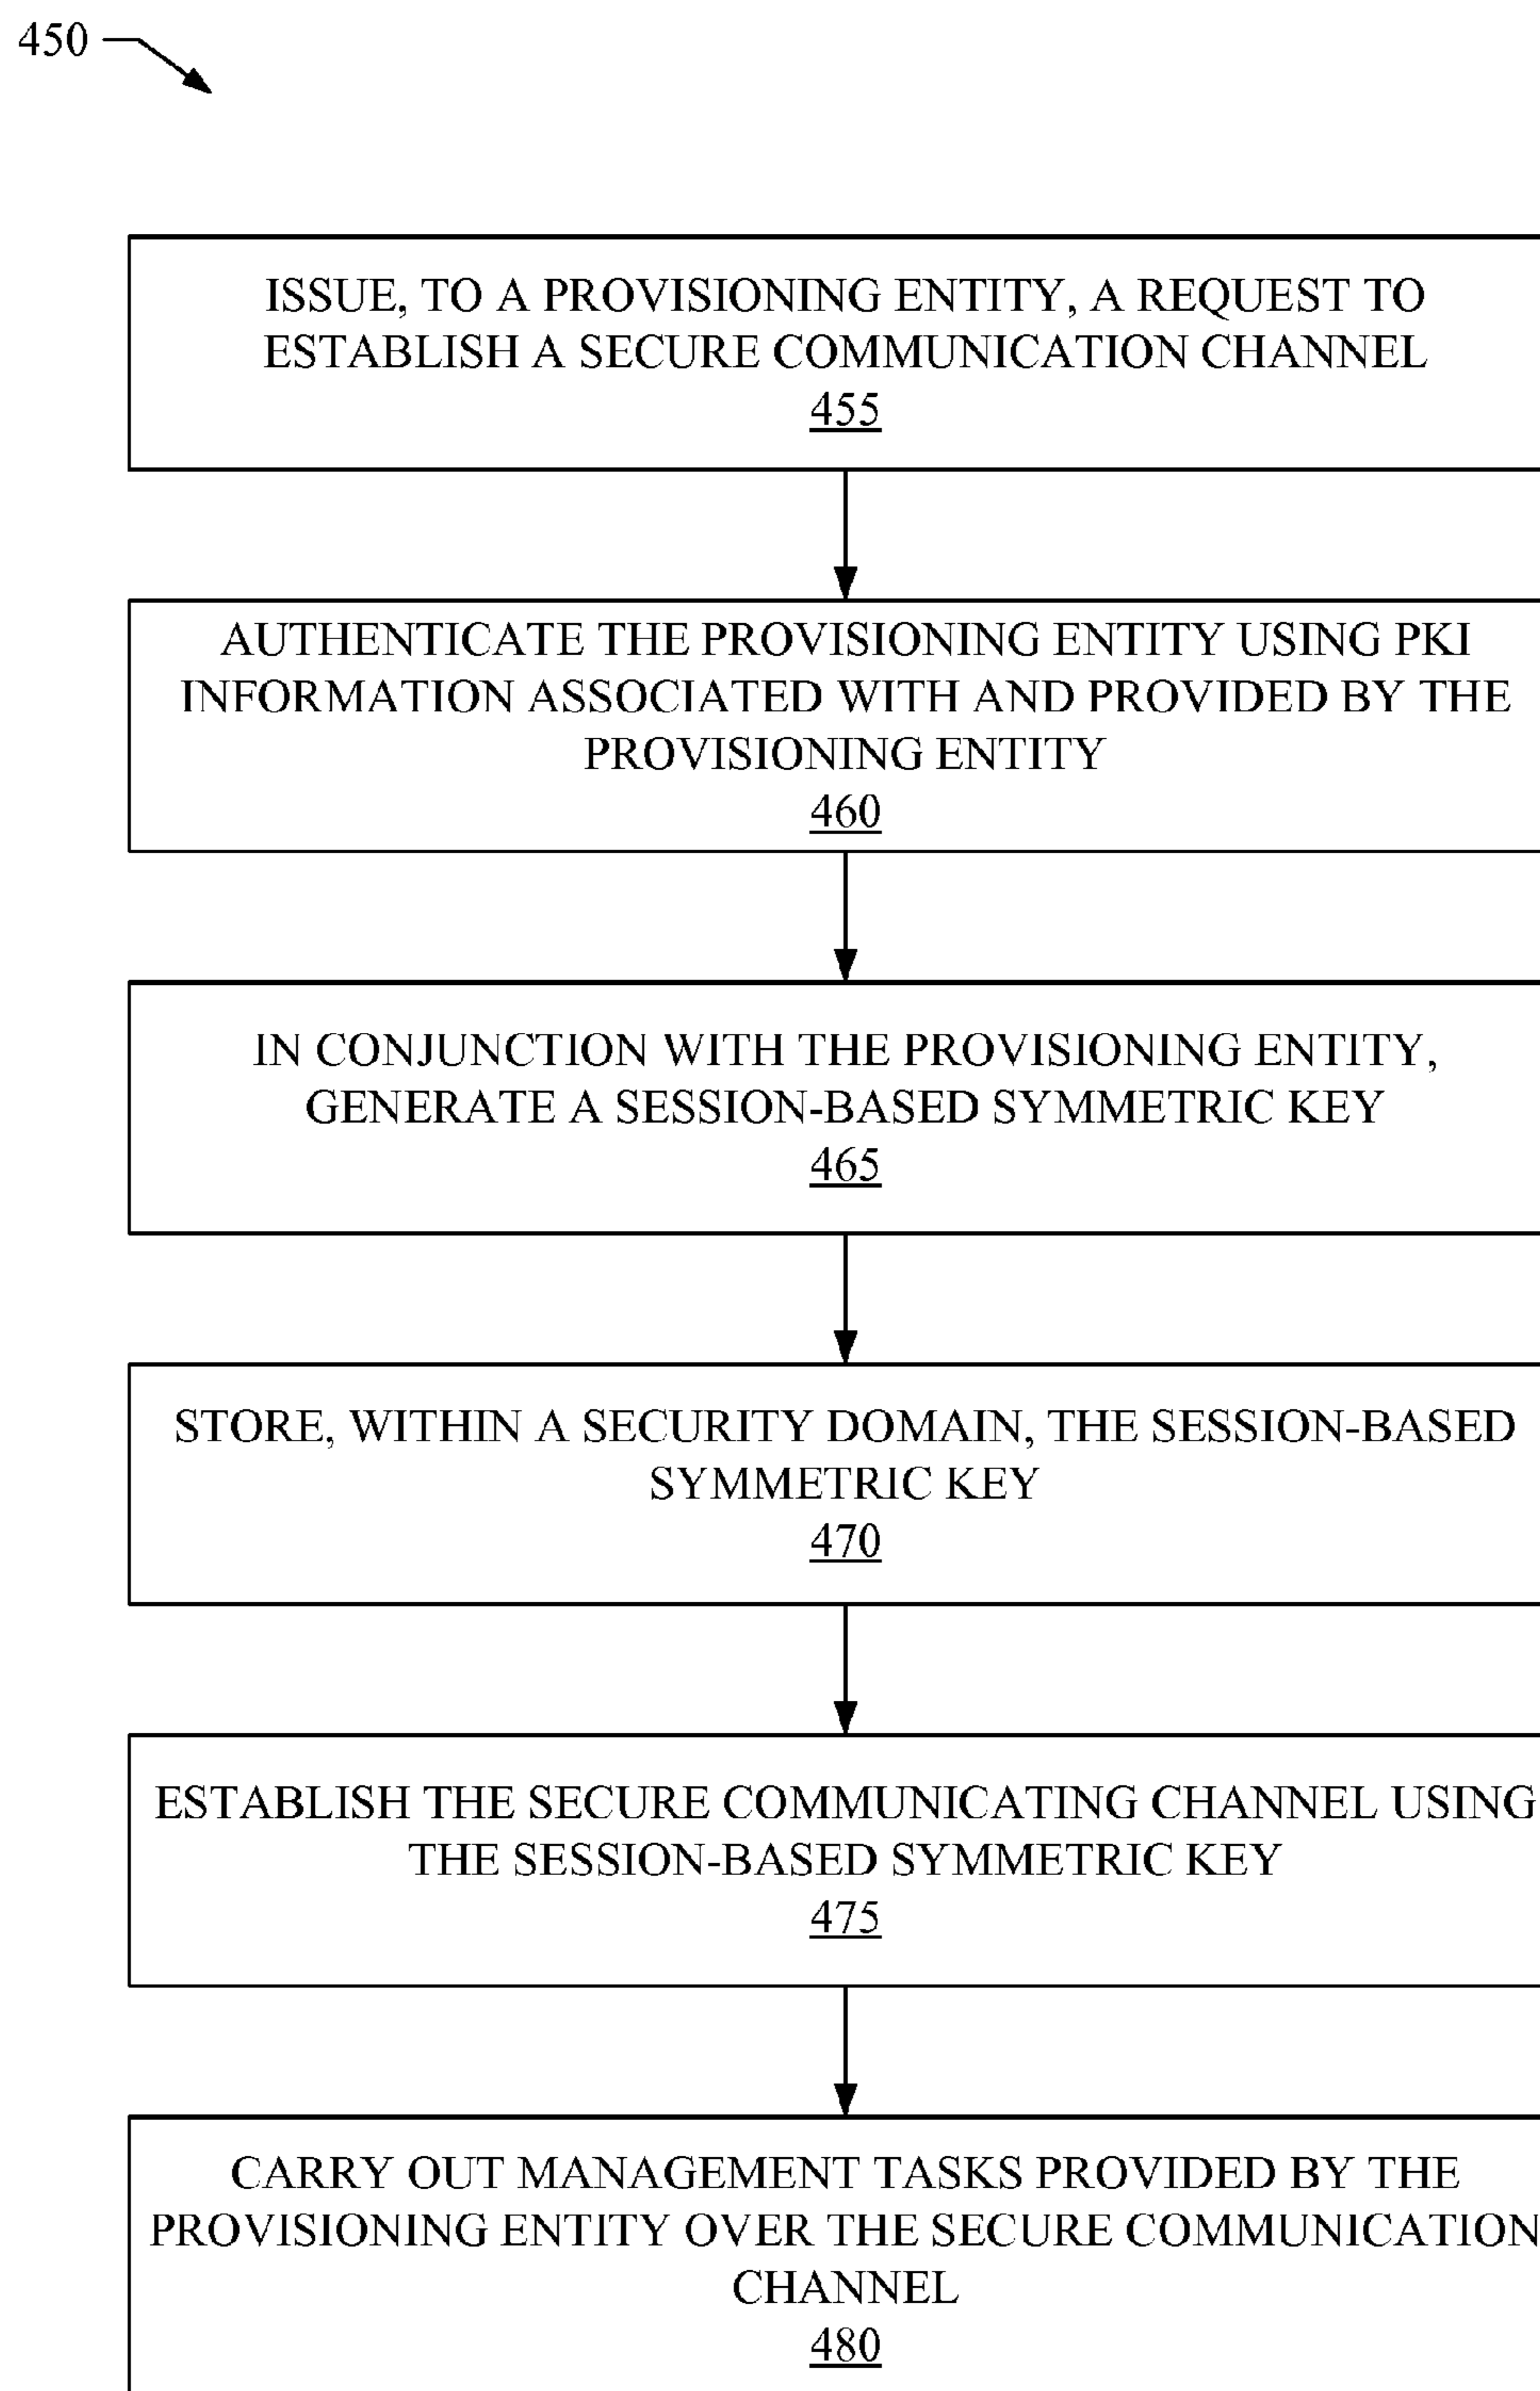 450
ISSUE, TO A PROVISIONING ENTITY, A REQUEST TO
ESTABLISH A SECURE COMMUNICATION CHANNEL
455
AUTHENTICATE THE PROVISIONING ENTITY USING PKI
INFORMATION ASSOCIATED WITH AND PROVIDED BY THE
PROVISIONING ENTITY
460
IN CONJUNCTION WITH THE PROVISIONING ENTITY,
GENERATE A SESSION-BASED SYMMETRIC KEY
465
STORE, WITHIN A SECURITY DOMAIN, THE SESSION-BASED
SYMMETRIC KEY
470
ESTABLISH THE SECURE COMMUNICATING CHANNEL USING
THE SESSION-BASED SYMMETRIC KEY
475
CARRY OUT MANAGEMENT TASKS PROVIDED BY THE
PROVISIONING ENTITY OVER THE SECURE COMMUNICATION
CHANNEL
480